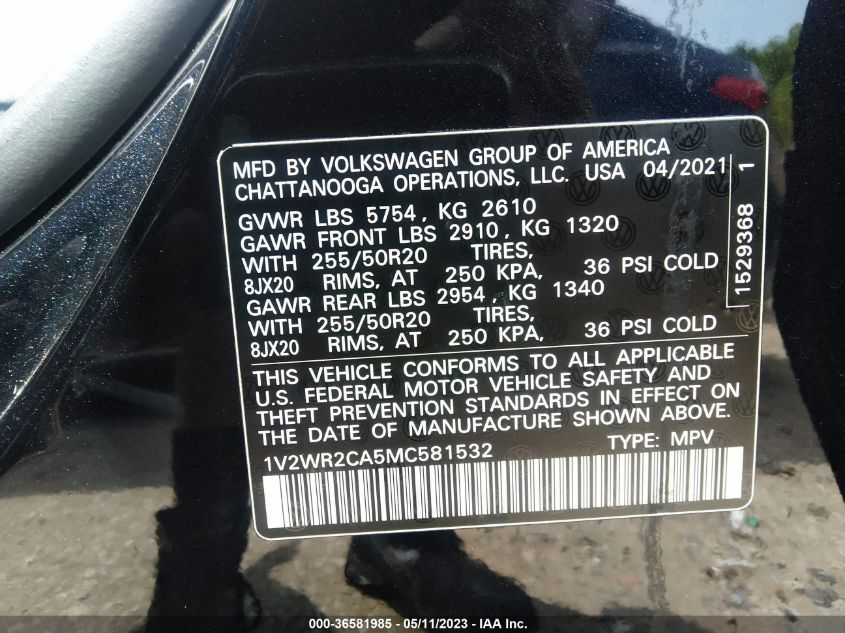 MFD BY VOLKSWAGEN GROUP OF AMERICA
CHATTANOOGA OPERATIONS, LLC. USA 04/2021
GVWR LBS 5754, KG 2610
GAWR FRONT LBS 2910, KG 1320
WITH 255/50R20 TIRES,
8JX20 RIMS, AT 250 KPA, 36 PSI COLD
GAWR REAR LBS 2954, KG 1340
WITH 255/50R20 TIRES,
8JX20 RIMS, AT 250 KPA, 36 PSI COLD
THIS VEHICLE CONFORMS TO ALL APPLICABLE
U.S. FEDERAL MOTOR VEHICLE SAFETY AND
THEFT PREVENTION STANDARDS IN EFFECT ON
THE DATE OF MANUFACTURE SHOWN ABOVE.
1V2WR2CA5MC581532 TYPE: MPV
1529368 1
000-36581985 - 05/11/2023 - IAA Inc.